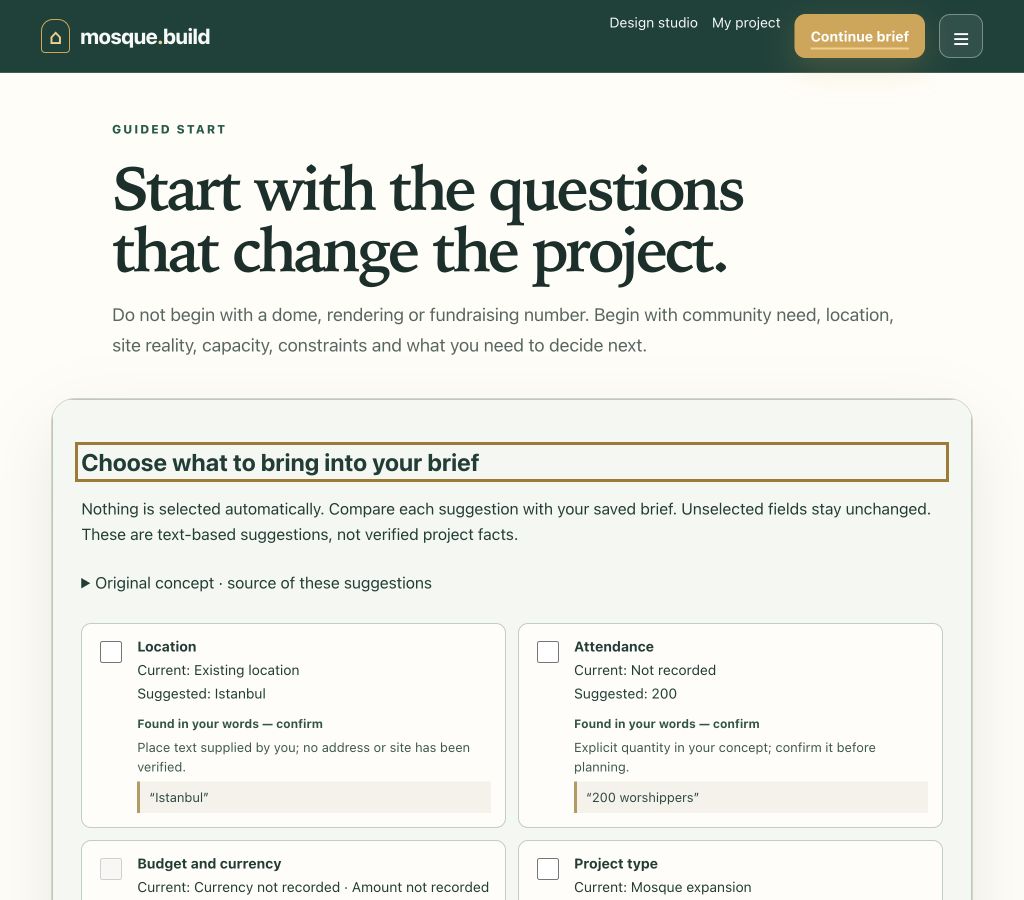 mosque.build
Design studio
My project
Continue brief
GUIDED START
Start with the questions
that change the project.
Do not begin with a dome, rendering or fundraising number. Begin with community need, location,
site reality, capacity, constraints and what you need to decide next.
Choose what to bring into your brief
Nothing is selected automatically. Compare each suggestion with your saved brief. Unselected fields stay unchanged.
These are text-based suggestions, not verified project facts.
Original concept · source of these suggestions
Location
Current: Existing location
Suggested: Istanbul
Found in your words — confirm
Place text supplied by you; no address or site has been
verified.
“Istanbul”
Attendance
Current: Not recorded
Suggested: 200
Found in your words — confirm
Explicit quantity in your concept; confirm it before
planning.
“200 worshippers”
Budget and currency
Current: Currency not recorded · Amount not recorded
Project type
Current: Mosque expansion